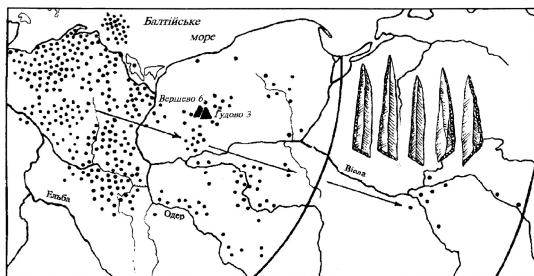 Балтійське
море
Вершево 6
Гудово 3
Вісла
Ельба
Одер